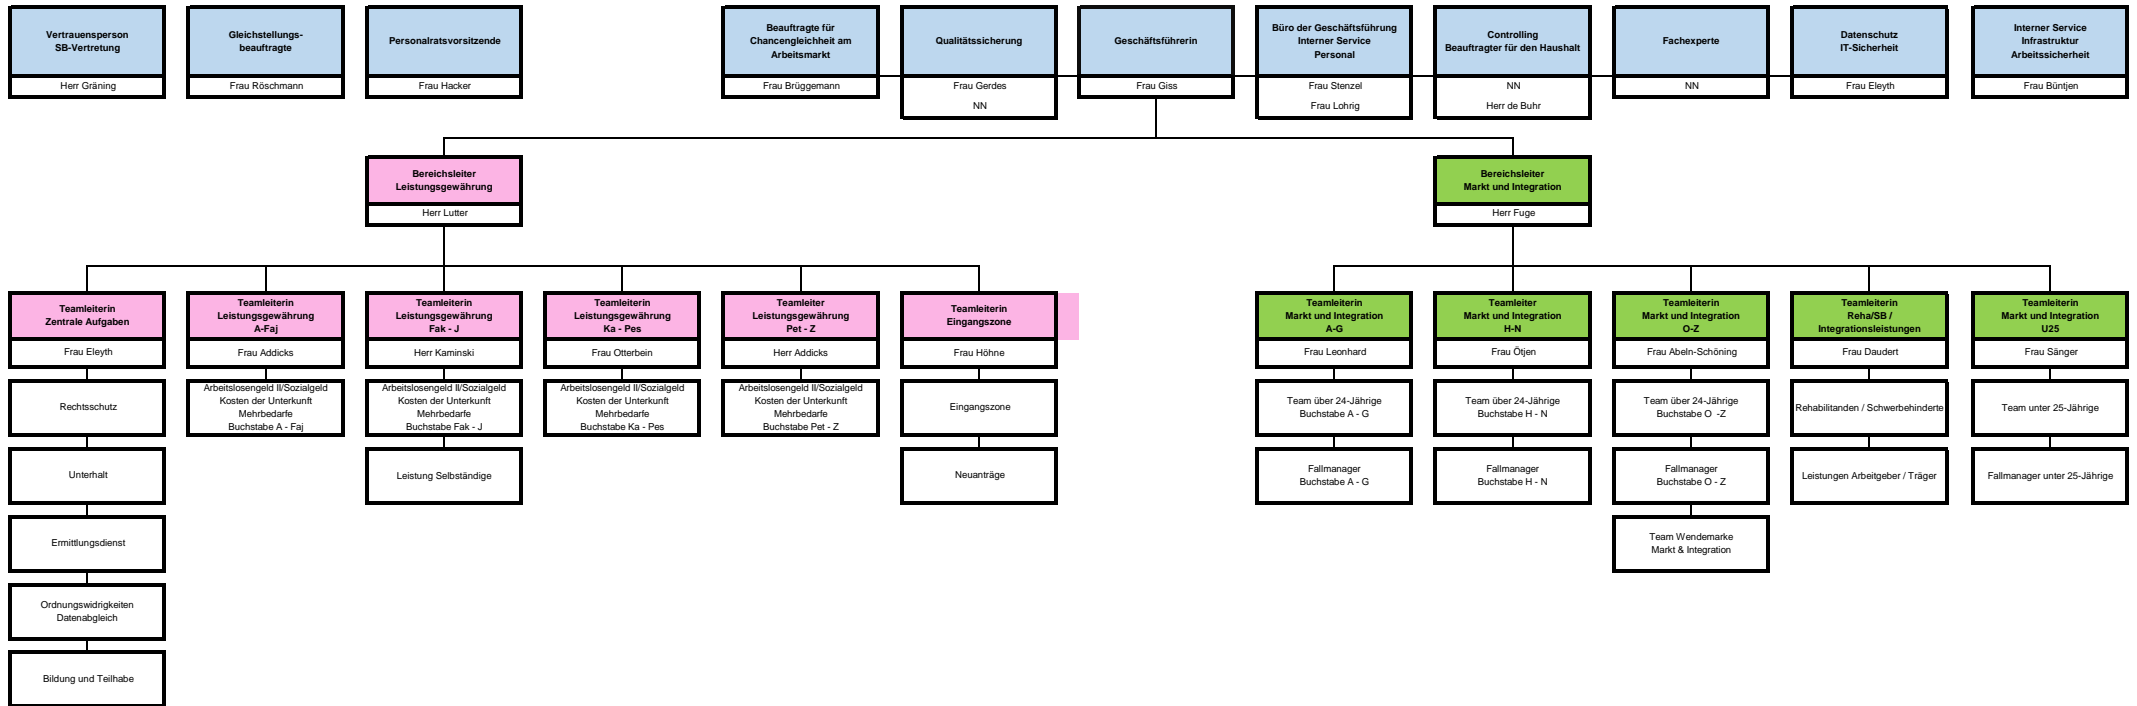 Vertrauensperson
SB-Vertretung
Herr Gräning
Gleichstellungs-
beauftragte
Frau Röschmann
Personalratsvorsitzende
Frau Hacker
Beauftragte für
Chancengleichheit am
Arbeitsmarkt
Frau Brüggemann
Qualitätssicherung
Frau Gerdes
NN
Geschäftsführerin
Frau Giss
Büro der Geschäftsführung
Interner Service
Personal
Frau Stenzel
Frau Lohrig
Controlling
Beauftragter für den Haushalt
NN
Herr de Buhr
Fachexperte
NN
Datenschutz
IT-Sicherheit
Frau Eleyth
Interner Service
Infrastruktur
Arbeitssicherheit
Frau Büntjen
Bereichsleiter
Leistungsgewährung
Herr Lutter
Bereichsleiter
Markt und Integration
Herr Fuge
Teamleiterin
Zentrale Aufgaben
Frau Eleyth
Rechtsschutz
Unterhalt
Ermittlungsdienst
Ordnungswidrigkeiten
Datenabgleich
Bildung und Teilhabe
Teamleiterin
Leistungsgewährung
A-Faj
Frau Addicks
Arbeitslosengeld II/Sozialgeld
Kosten der Unterkunft
Mehrbedarfe
Buchstabe A - Faj
Teamleiterin
Leistungsgewährung
Fak - J
Herr Kaminski
Arbeitslosengeld II/Sozialgeld
Kosten der Unterkunft
Mehrbedarfe
Buchstabe Fak - J
Leistung Selbständige
Teamleiterin
Leistungsgewährung
Ka - Pes
Frau Otterbein
Arbeitslosengeld II/Sozialgeld
Kosten der Unterkunft
Mehrbedarfe
Buchstabe Ka - Pes
Teamleiter
Leistungsgewährung
Pet - Z
Herr Addicks
Arbeitslosengeld II/Sozialgeld
Kosten der Unterkunft
Mehrbedarfe
Buchstabe Pet - Z
Teamleiterin
Eingangszone
Frau Höhne
Eingangszone
Neuanträge
Teamleiterin
Markt und Integration
A-G
Frau Leonhard
Team über 24-Jährige
Buchstabe A - G
Fallmanager
Buchstabe A - G
Teamleiter
Markt und Integration
H-N
Frau Ötjen
Team über 24-Jährige
Buchstabe H - N
Fallmanager
Buchstabe H - N
Teamleiterin
Markt und Integration
O-Z
Frau Abeln-Schöning
Team über 24-Jährige
Buchstabe O -Z
Fallmanager
Buchstabe O - Z
Team Wendemarke
Markt & Integration
Teamleiterin
Reha/SB /
Integrationsleistungen
Frau Daudert
Rehabilitanden / Schwerbehinderte
Leistungen Arbeitgeber / Träger
Teamleiterin
Markt und Integration
U25
Frau Sänger
Team unter 25-Jährige
Fallmanager unter 25-Jährige